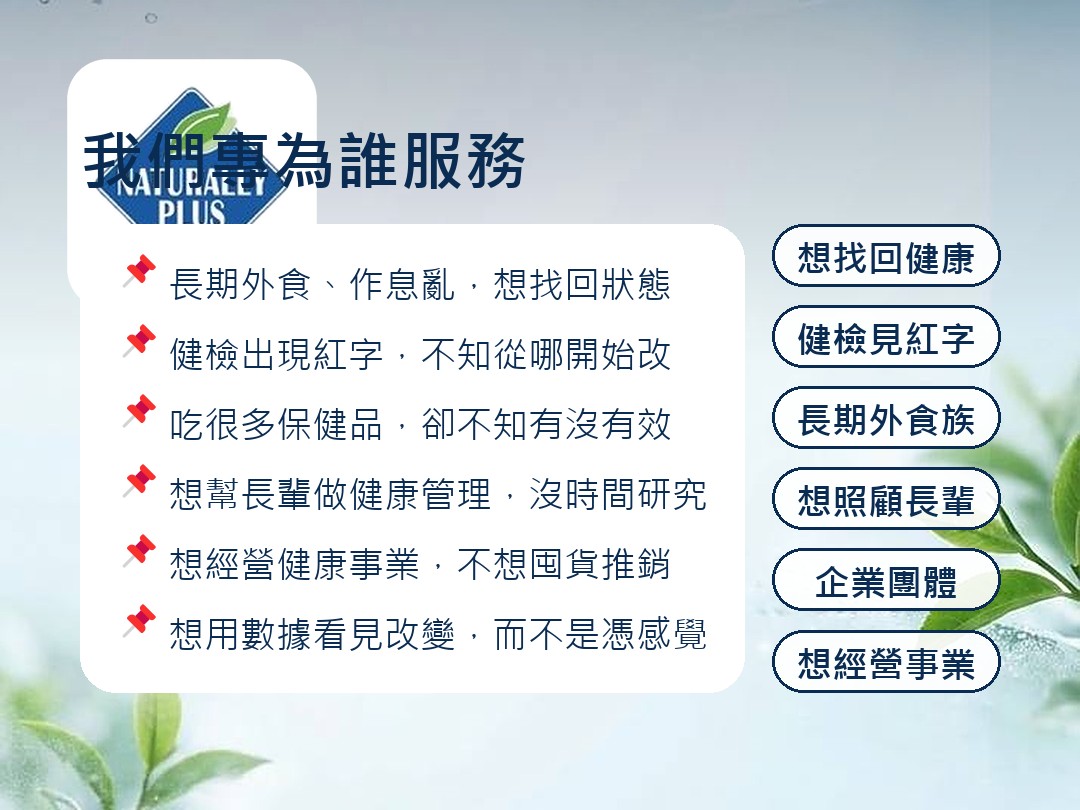 我們專為誰服務
NATURALLY
PLUS
長期外食、作息亂，想找回狀態
健檢出現紅字，不知從哪開始改
吃很多保健品，卻不知有沒有效
想幫長輩做健康管理，沒時間研究
想經營健康事業，不想囤貨推銷
想用數據看見改變，而不是憑感覺
想找回健康
健檢見紅字
長期外食族
想照顧長輩
企業團體
想經營事業